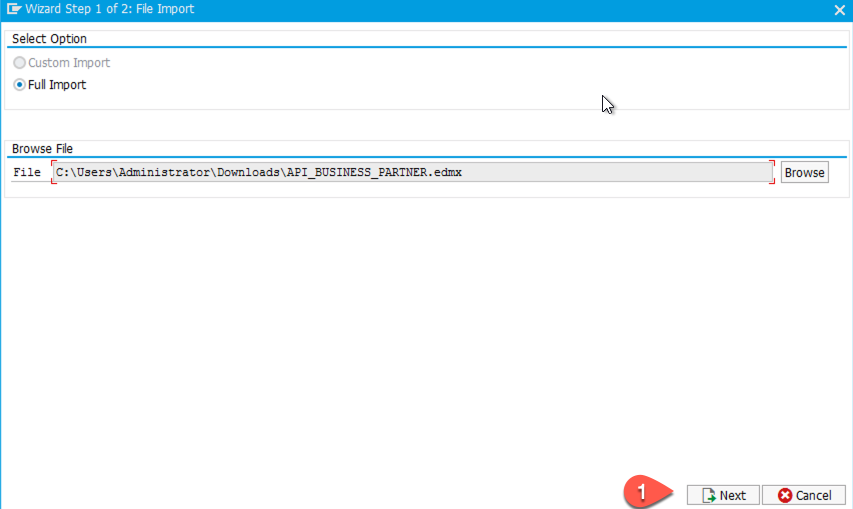 Wizard Step 1 of 2: File Import
Select Option
Custom Import
Full Import
Browse File
File C:\Users\Administrator\Downloads\API_BUSINESS_PARTNER.edmx Browse
1 Next Cancel